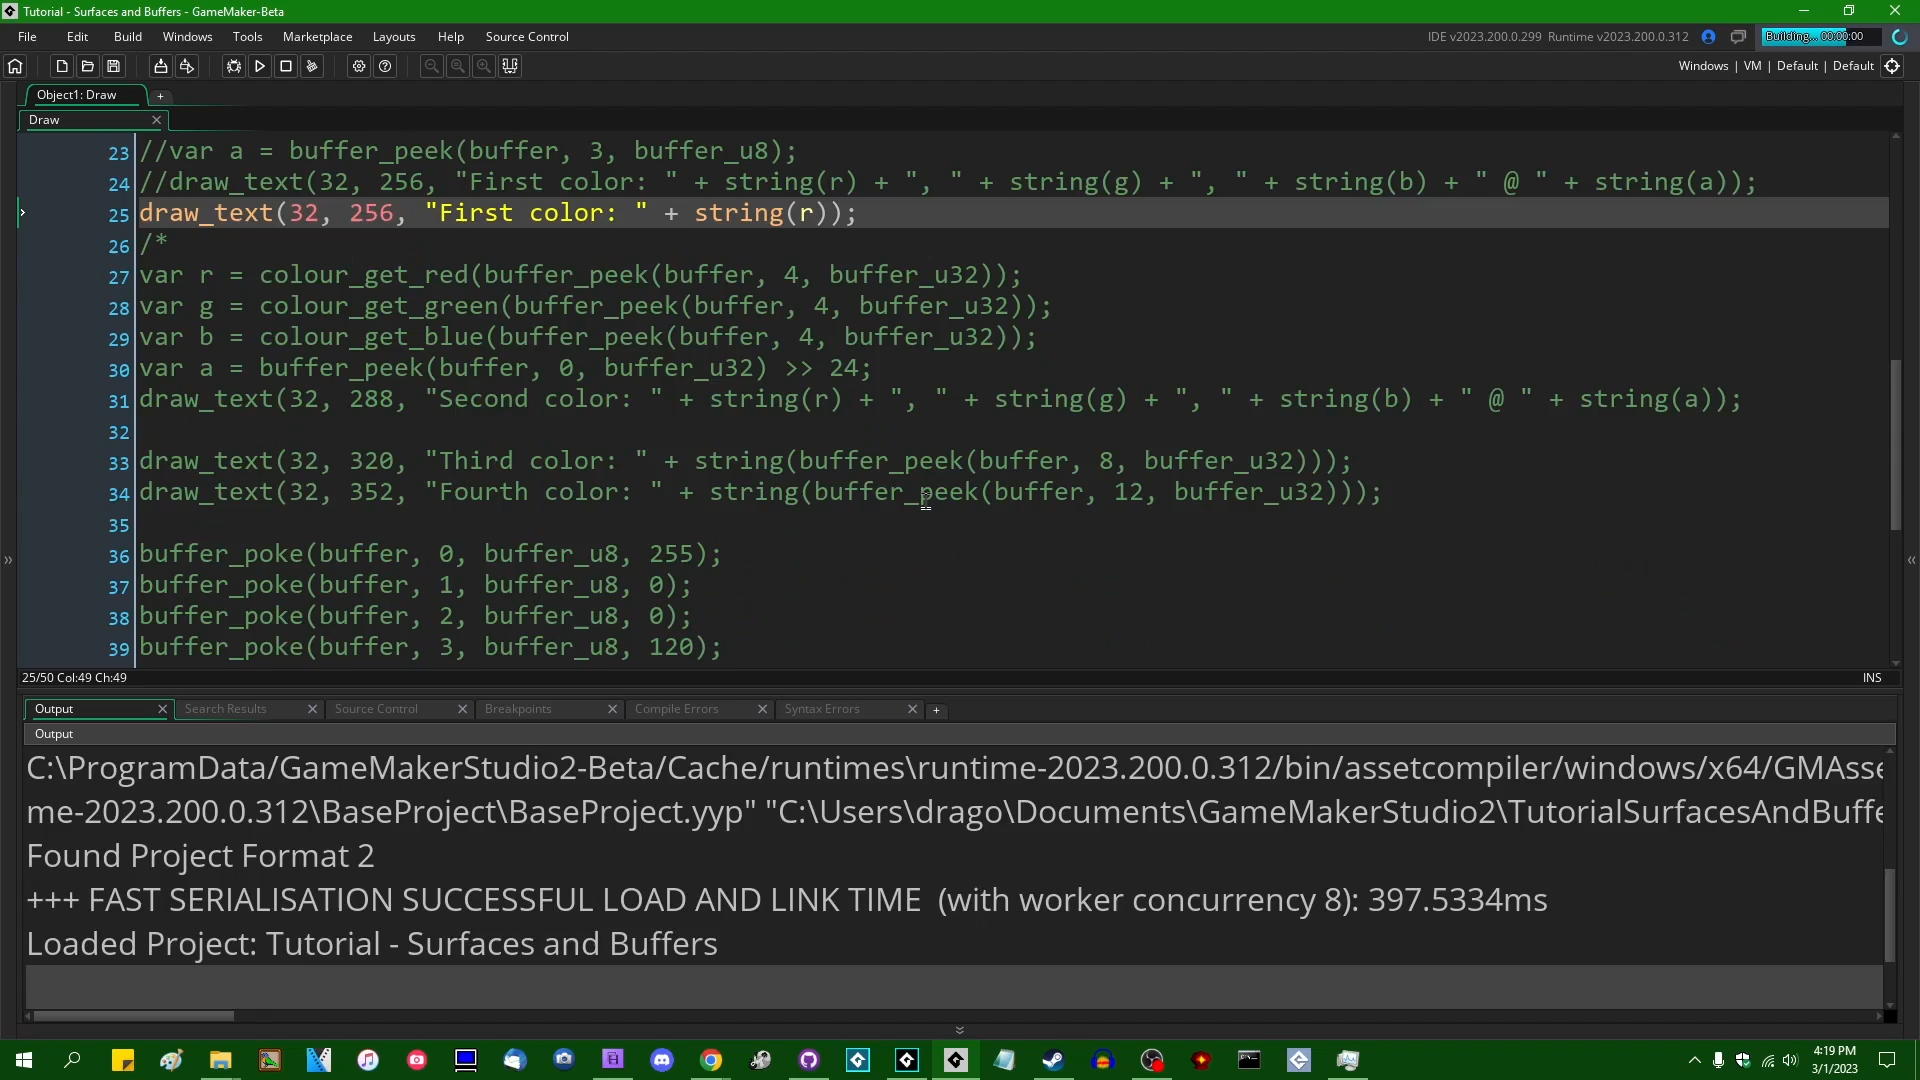 Tutorial - Surfaces and Buffers - GameMaker-Beta
File Edit Build Windows Tools Marketplace Layouts Help Source Control
IDE v2023.200.0.299 Runtime v2023.200.0.312
Building... 00:00:00
Windows | VM | Default | Default
Object1: Draw
Draw
23 //var a = buffer_peek(buffer, 3, buffer_u8);
24 //draw_text(32, 256, "First color: " + string(r) + ", " + string(g) + ", " + string(b) + " @ " + string(a));
25 draw_text(32, 256, "First color: " + string(r));
26 /*
27 var r = colour_get_red(buffer_peek(buffer, 4, buffer_u32));
28 var g = colour_get_green(buffer_peek(buffer, 4, buffer_u32));
29 var b = colour_get_blue(buffer_peek(buffer, 4, buffer_u32));
30 var a = buffer_peek(buffer, 0, buffer_u32) >> 24;
31 draw_text(32, 288, "Second color: " + string(r) + ", " + string(g) + ", " + string(b) + " @ " + string(a));
32
33 draw_text(32, 320, "Third color: " + string(buffer_peek(buffer, 8, buffer_u32)));
34 draw_text(32, 352, "Fourth color: " + string(buffer_peek(buffer, 12, buffer_u32)));
35
36 buffer_poke(buffer, 0, buffer_u8, 255);
37 buffer_poke(buffer, 1, buffer_u8, 0);
38 buffer_poke(buffer, 2, buffer_u8, 0);
39 buffer_poke(buffer, 3, buffer_u8, 120);
25/50 Col:49 Ch:49 INS
Output Search Results Source Control Breakpoints Compile Errors Syntax Errors
Output
C:\ProgramData/GameMakerStudio2-Beta/Cache/runtimes\runtime-2023.200.0.312/bin/assetcompiler/windows/x64/GMAsse
me-2023.200.0.312\BaseProject\BaseProject.yyp" "C:\Users\drago\Documents\GameMakerStudio2\TutorialSurfacesAndBuffe
Found Project Format 2
+++ FAST SERIALISATION SUCCESSFUL LOAD AND LINK TIME (with worker concurrency 8): 397.5334ms
Loaded Project: Tutorial - Surfaces and Buffers
4:19 PM
3/1/2023